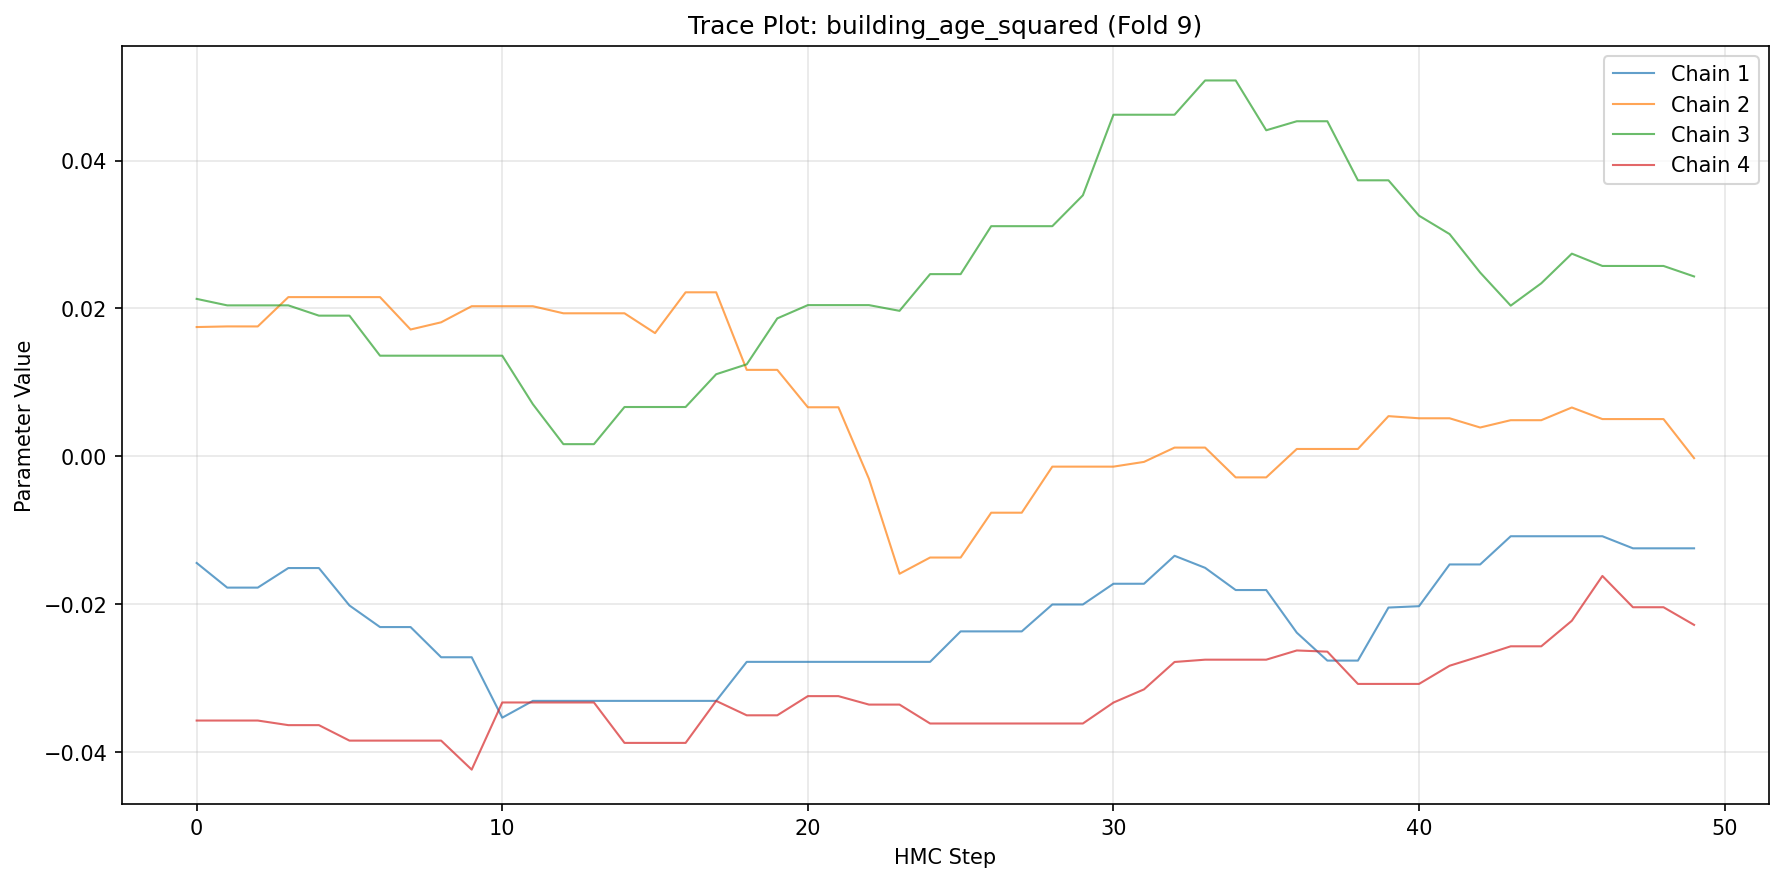 Trace Plot: building_age_squared (Fold 9)
Chain 1
Chain 2
Chain 3
Chain 4
Parameter Value
0.04
0.02
0.00
−0.02
−0.04
0 10 20 30 40 50
HMC Step